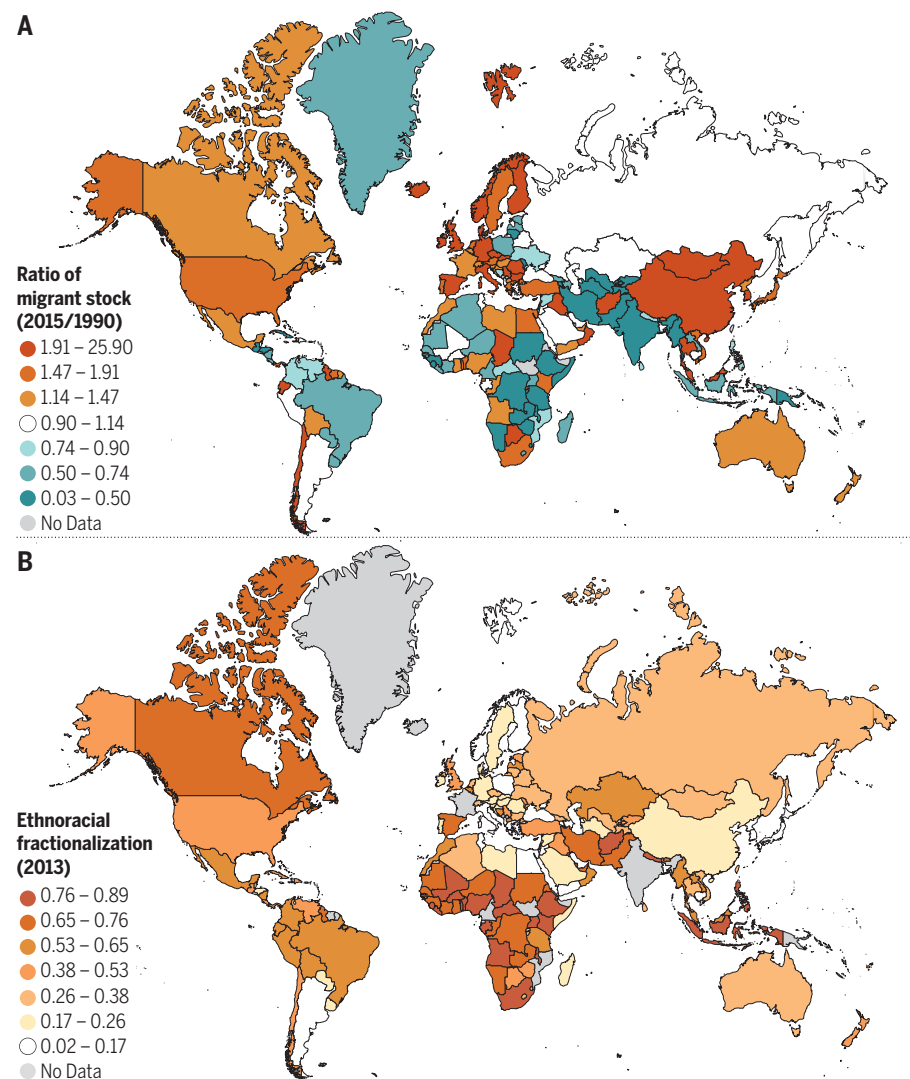 A
Ratio of
migrant stock
(2015/1990)
1.91 – 25.90
1.47 – 1.91
1.14 – 1.47
0.90 – 1.14
0.74 – 0.90
0.50 – 0.74
0.03 – 0.50
No Data
B
Ethnoracial
fractionalization
(2013)
0.76 – 0.89
0.65 – 0.76
0.53 – 0.65
0.38 – 0.53
0.26 – 0.38
0.17 – 0.26
0.02 – 0.17
No Data